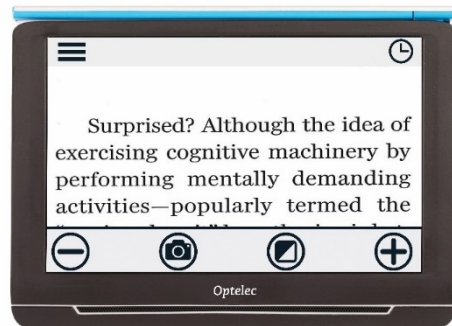 Surprised? Although the idea of
exercising cognitive machinery by
performing mentally demanding
activities—popularly termed the
Optelec